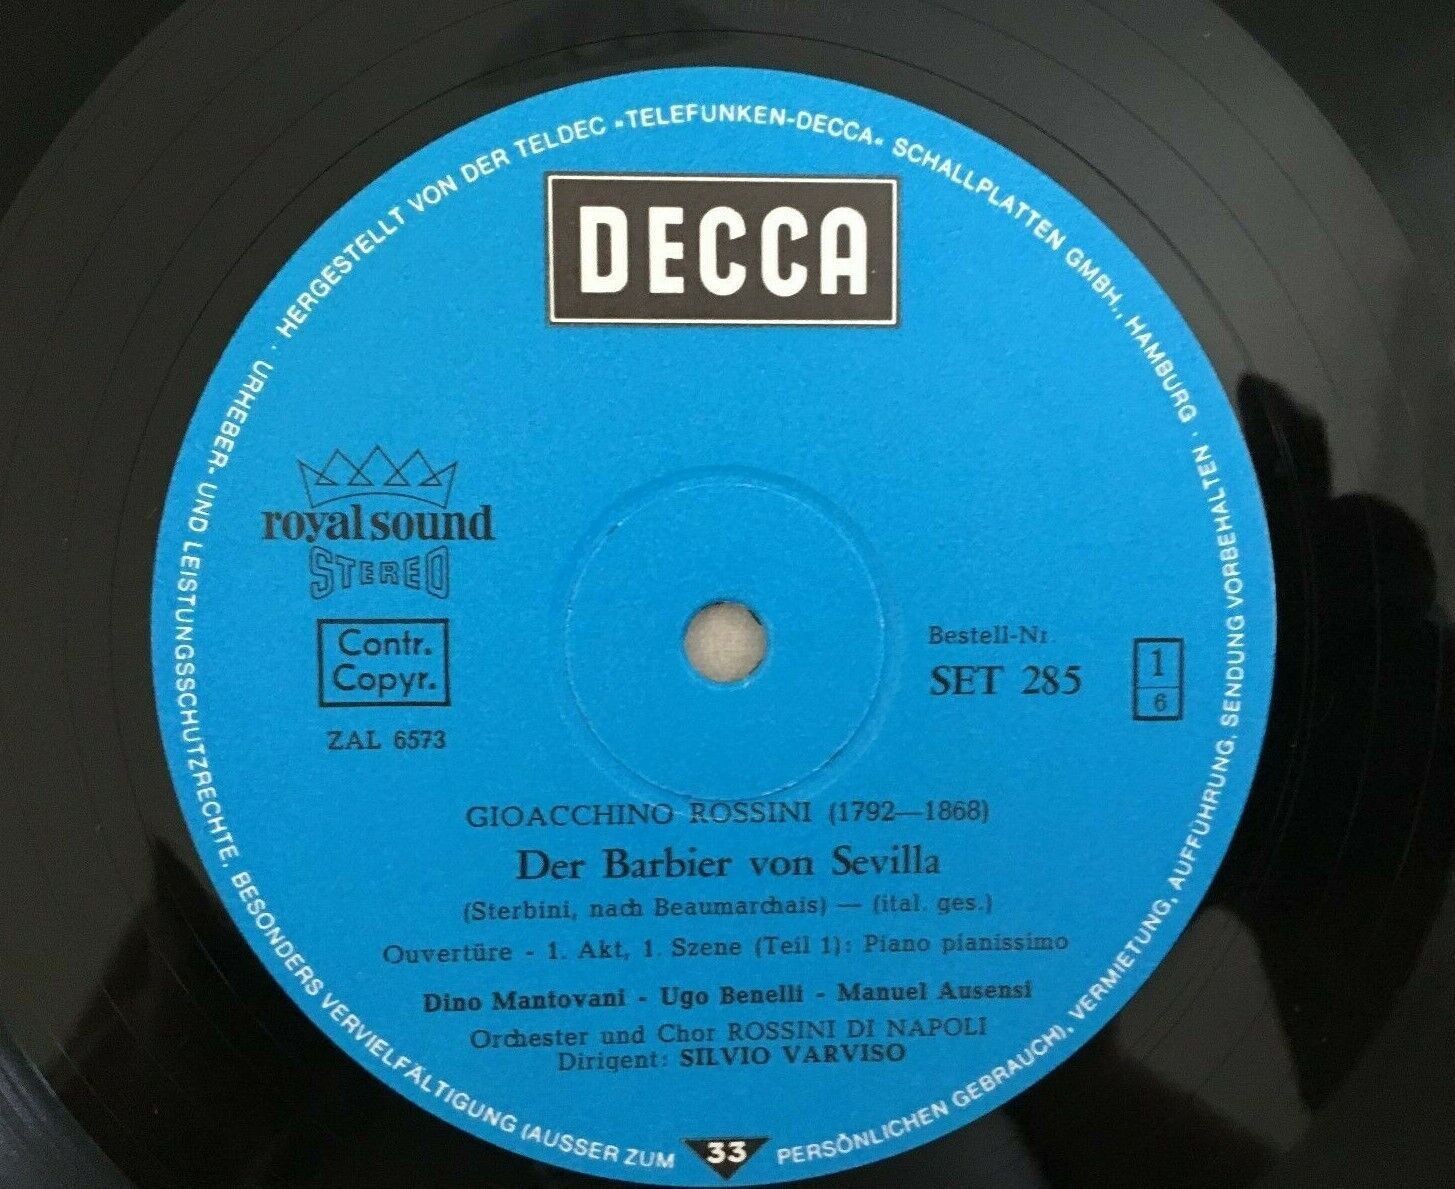 URHEBER- UND LEISTUNGSSCHUTZRECHTE, BESONDERS VERVIELFÄLTIGUNG (AUSSER ZUM PERSÖNLICHEN GEBRAUCH), VERMIETUNG, AUFFÜHRUNG, SENDUNG VORBEHALTEN · HERGESTELLT VON DER TELDEC »TELEFUNKEN-DECCA« SCHALLPLATTEN GMBH., HAMBURG ·
DECCA
royal sound
STEREO
Contr.
Copyr.
ZAL 6573
Bestell-Nr
SET 285
1
6
GIOACCHINO ROSSINI (1792—1868)
Der Barbier von Sevilla
(Sterbini, nach Beaumarchais) — (ital. ges.)
Ouvertüre - 1. Akt, 1. Szene (Teil 1): Piano pianissimo
Dino Mantovani - Ugo Benelli - Manuel Ausensi
Orchester und Chor ROSSINI DI NAPOLI
Dirigent: SILVIO VARVISO
33